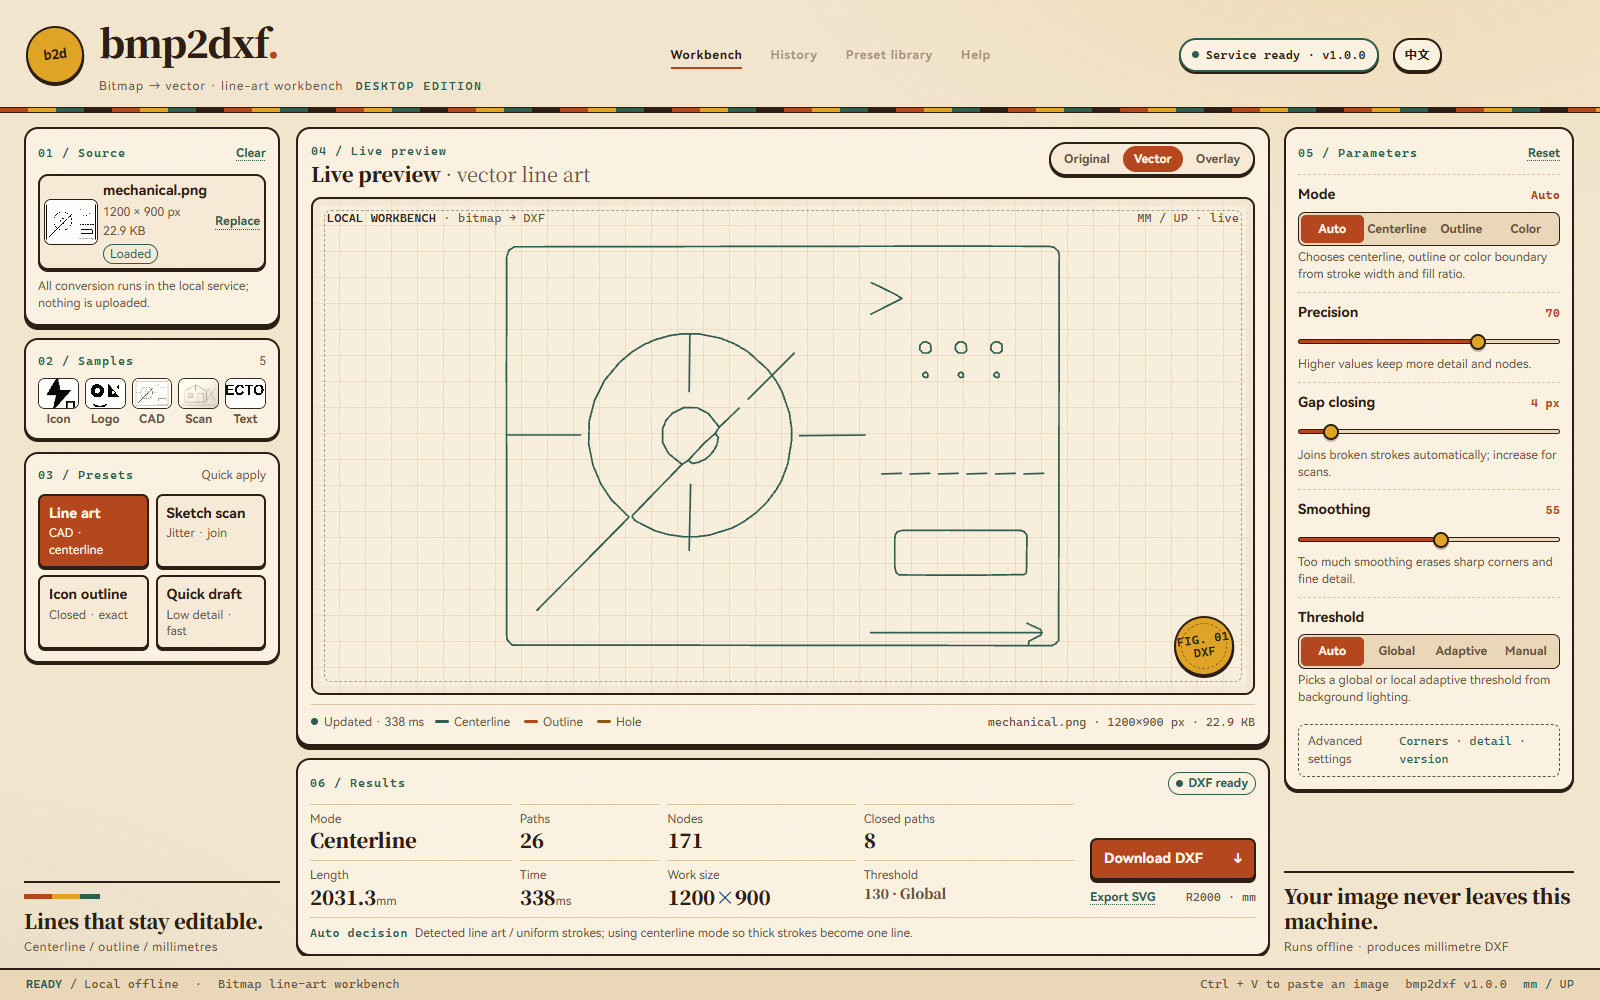 b2d
bmp2dxf.
Bitmap → vector · line-art workbench DESKTOP EDITION
Workbench History Preset library Help
Service ready · v1.0.0
中文
01 / Source Clear
mechanical.png
1200 × 900 px
22.9 KB
Replace
Loaded
All conversion runs in the local service;
nothing is uploaded.
02 / Samples 5
ECTO
Icon Logo CAD Scan Text
03 / Presets Quick apply
Line art
CAD ·
centerline
Sketch scan
Jitter · join
Icon outline
Closed · exact
Quick draft
Low detail ·
fast
Lines that stay editable.
Centerline / outline / millimetres
04 / Live preview
Live preview · vector line art
Original Vector Overlay
LOCAL WORKBENCH · bitmap → DXF
MM / UP · live
FIG. 01
DXF
Updated · 338 ms Centerline Outline Hole
mechanical.png · 1200×900 px · 22.9 KB
06 / Results DXF ready
Mode Paths Nodes Closed paths
Centerline 26 171 8
Length Time Work size Threshold
2031.3mm 338ms 1200×900 130 · Global
Download DXF ↓
Export SVG R2000 · mm
Auto decision Detected line art / uniform strokes; using centerline mode so thick strokes become one line.
05 / Parameters Reset
Mode Auto
Auto Centerline Outline Color
Chooses centerline, outline or color boundary
from stroke width and fill ratio.
Precision 70
Higher values keep more detail and nodes.
Gap closing 4 px
Joins broken strokes automatically; increase for
scans.
Smoothing 55
Too much smoothing erases sharp corners and
fine detail.
Threshold
Auto Global Adaptive Manual
Picks a global or local adaptive threshold from
background lighting.
Advanced
settings
Corners · detail ·
version
Your image never leaves this
machine.
Runs offline · produces millimetre DXF
READY / Local offline · Bitmap line-art workbench
Ctrl + V to paste an image bmp2dxf v1.0.0 mm / UP